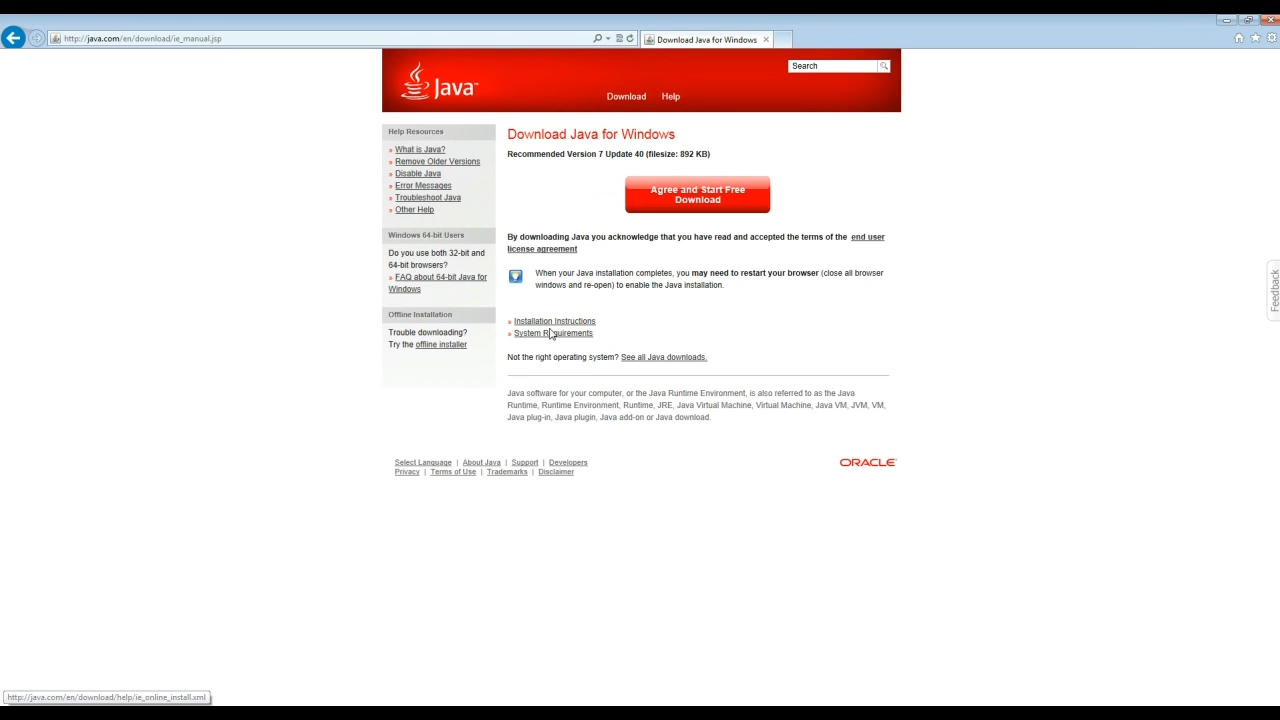 http://java.com/en/download/ie_manual.jsp
Download Java for Windows
Java™
Search
Download Help
Help Resources
» What is Java?
» Remove Older Versions
» Disable Java
» Error Messages
» Troubleshoot Java
» Other Help
Windows 64-bit Users
Do you use both 32-bit and
64-bit browsers?
» FAQ about 64-bit Java for
Windows
Offline Installation
Trouble downloading?
Try the offline installer
Download Java for Windows
Recommended Version 7 Update 40 (filesize: 892 KB)
Agree and Start Free
Download
By downloading Java you acknowledge that you have read and accepted the terms of the end user
license agreement
When your Java installation completes, you may need to restart your browser (close all browser
windows and re-open) to enable the Java installation.
» Installation Instructions
» System Requirements
Not the right operating system? See all Java downloads.
Java software for your computer, or the Java Runtime Environment, is also referred to as the Java
Runtime, Runtime Environment, Runtime, JRE, Java Virtual Machine, Virtual Machine, Java VM, JVM, VM,
Java plug-in, Java plugin, Java add-on or Java download.
Select Language | About Java | Support | Developers
Privacy | Terms of Use | Trademarks | Disclaimer
ORACLE
Feedback
http://java.com/en/download/help/ie_online_install.xml